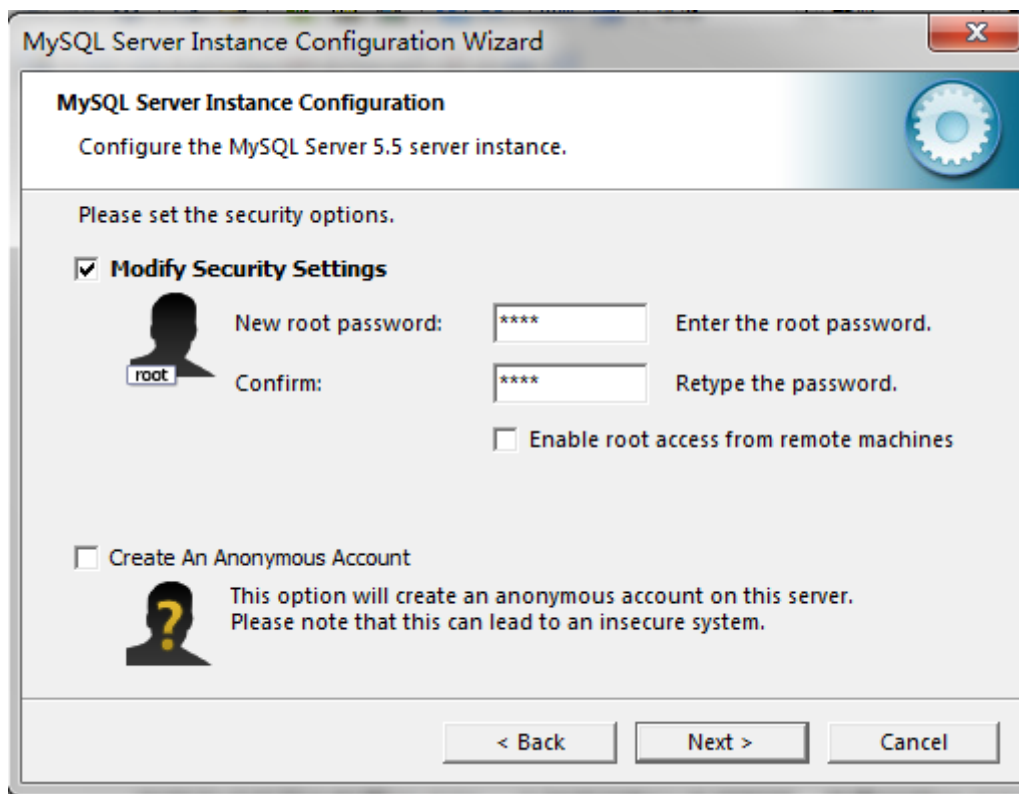 MySQL Server Instance Configuration Wizard
MySQL Server Instance Configuration
Configure the MySQL Server 5.5 server instance.
Please set the security options.
Modify Security Settings
New root password: **** Enter the root password.
root
Confirm: **** Retype the password.
Enable root access from remote machines
Create An Anonymous Account
This option will create an anonymous account on this server.
Please note that this can lead to an insecure system.
< Back Next > Cancel